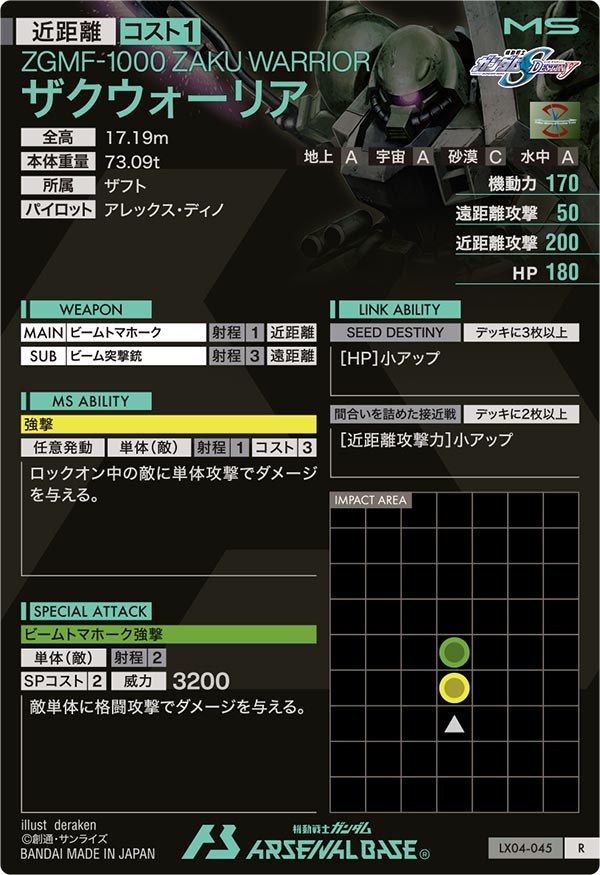 近距離 コスト1 MS
ZGMF-1000 ZAKU WARRIOR
機動戦士ガンダムSEED DESTINY
ザクウォーリア
全高 17.19m
本体重量 73.09t
所属 ザフト
パイロット アレックス・ディノ
地上 A 宇宙 A 砂漠 C 水中 A
機動力 170
遠距離攻撃 50
近距離攻撃 200
HP 180
WEAPON
MAIN ビームトマホーク 射程 1 近距離
SUB ビーム突撃銃 射程 3 遠距離
MS ABILITY
強撃
任意発動 単体(敵) 射程 1 コスト 3
ロックオン中の敵に単体攻撃でダメージ
を与える。
SPECIAL ATTACK
ビームトマホーク強撃
単体(敵) 射程 2
SPコスト 2 威力 3200
敵単体に格闘攻撃でダメージを与える。
LINK ABILITY
SEED DESTINY デッキに3枚以上
[HP]小アップ
間合いを詰めた接近戦 デッキに2枚以上
[近距離攻撃力]小アップ
IMPACT AREA
illust deraken
©創通・サンライズ
BANDAI MADE IN JAPAN
機動戦士ガンダム
ARSENAL BASE®
LX04-045 R